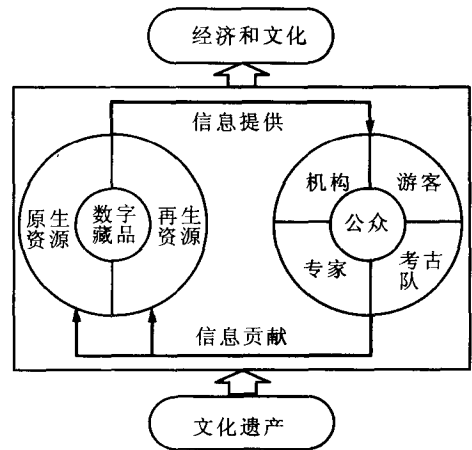 经济和文化
信息提供
机构
游客
原生
资源
数字
藏品
再生
资源
公众
专家
考古
队
信息贡献
文化遗产